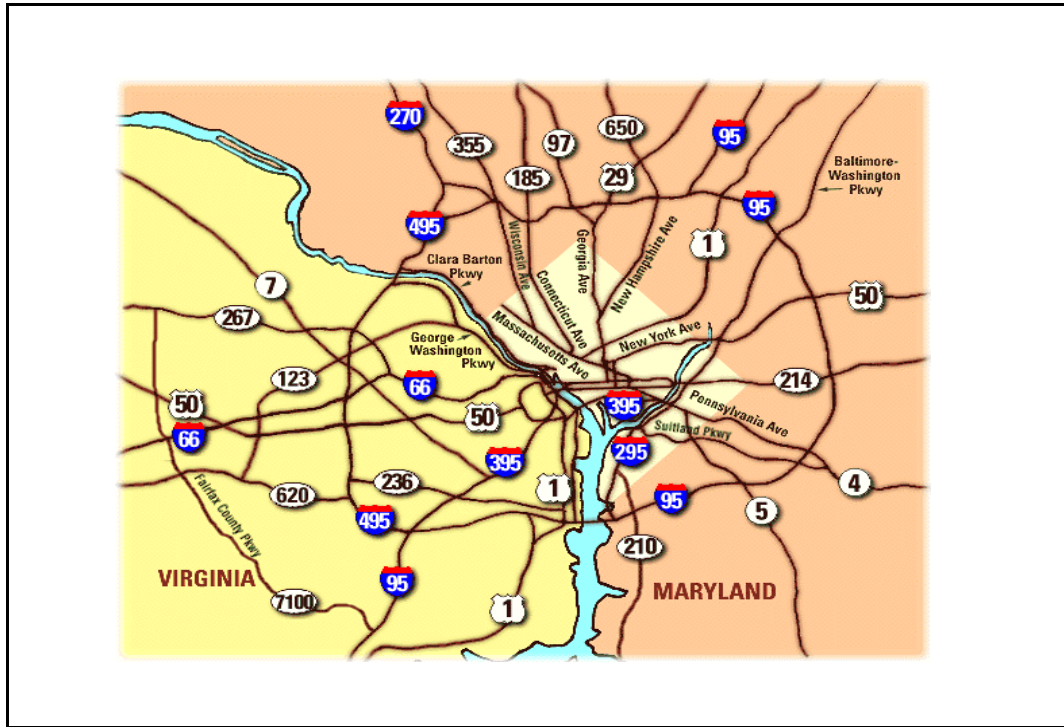 270
355
97
650
95
185
29
Baltimore-
Washington
Pkwy
495
95
Wisconsin Ave
Georgia Ave
New Hampshire Ave
1
Clara Barton
Pkwy
7
Connecticut Ave
50
267
Massachusetts Ave
New York Ave
George
Washington
Pkwy
123
66
214
50
50
395
Pennsylvania Ave
66
Suitland Pkwy
295
395
236
1
4
620
95
5
495
Fairfax County Pkwy
210
VIRGINIA
95
MARYLAND
7100
1